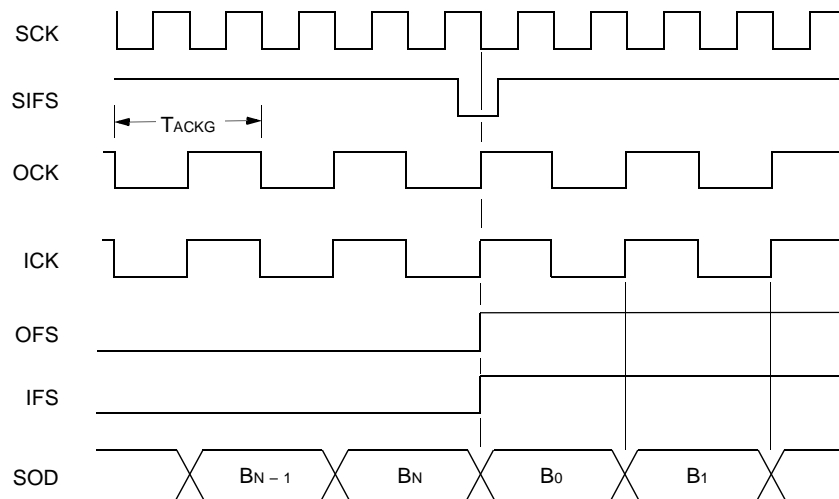 SCK
SIFS
TACKG
OCK
ICK
OFS
IFS
SOD BN – 1 BN B0 B1